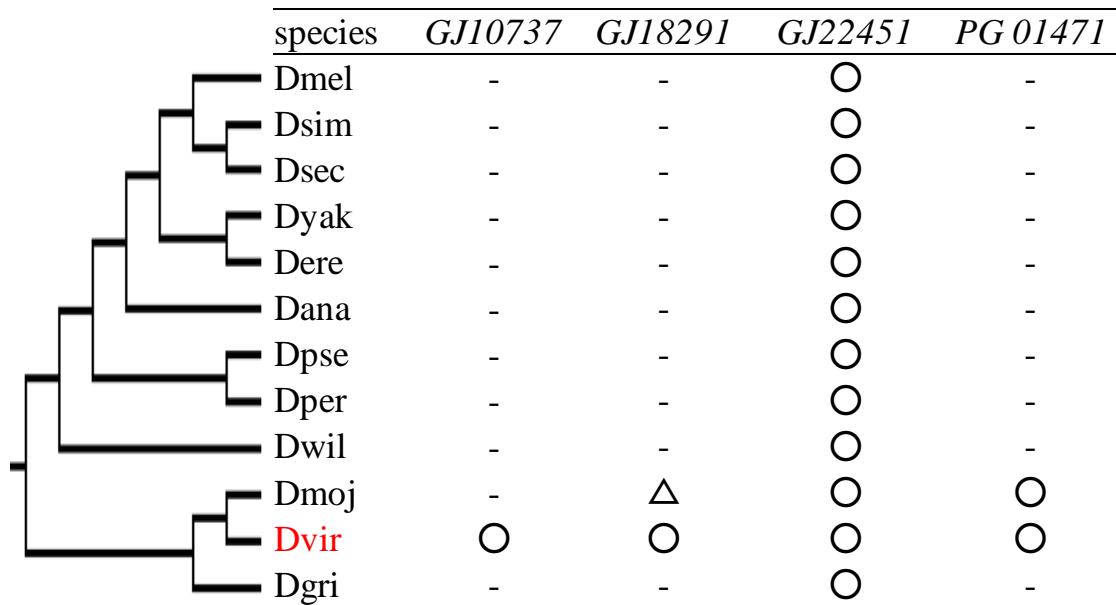 species GJ10737 GJ18291 GJ22451 PG 01471
Dmel - - ○ -
Dsim - - ○ -
Dsec - - ○ -
Dyak - - ○ -
Dere - - ○ -
Dana - - ○ -
Dpse - - ○ -
Dper - - ○ -
Dwil - - ○ -
Dmoj - △ ○ ○
Dvir ○ ○ ○ ○
Dgri - - ○ -